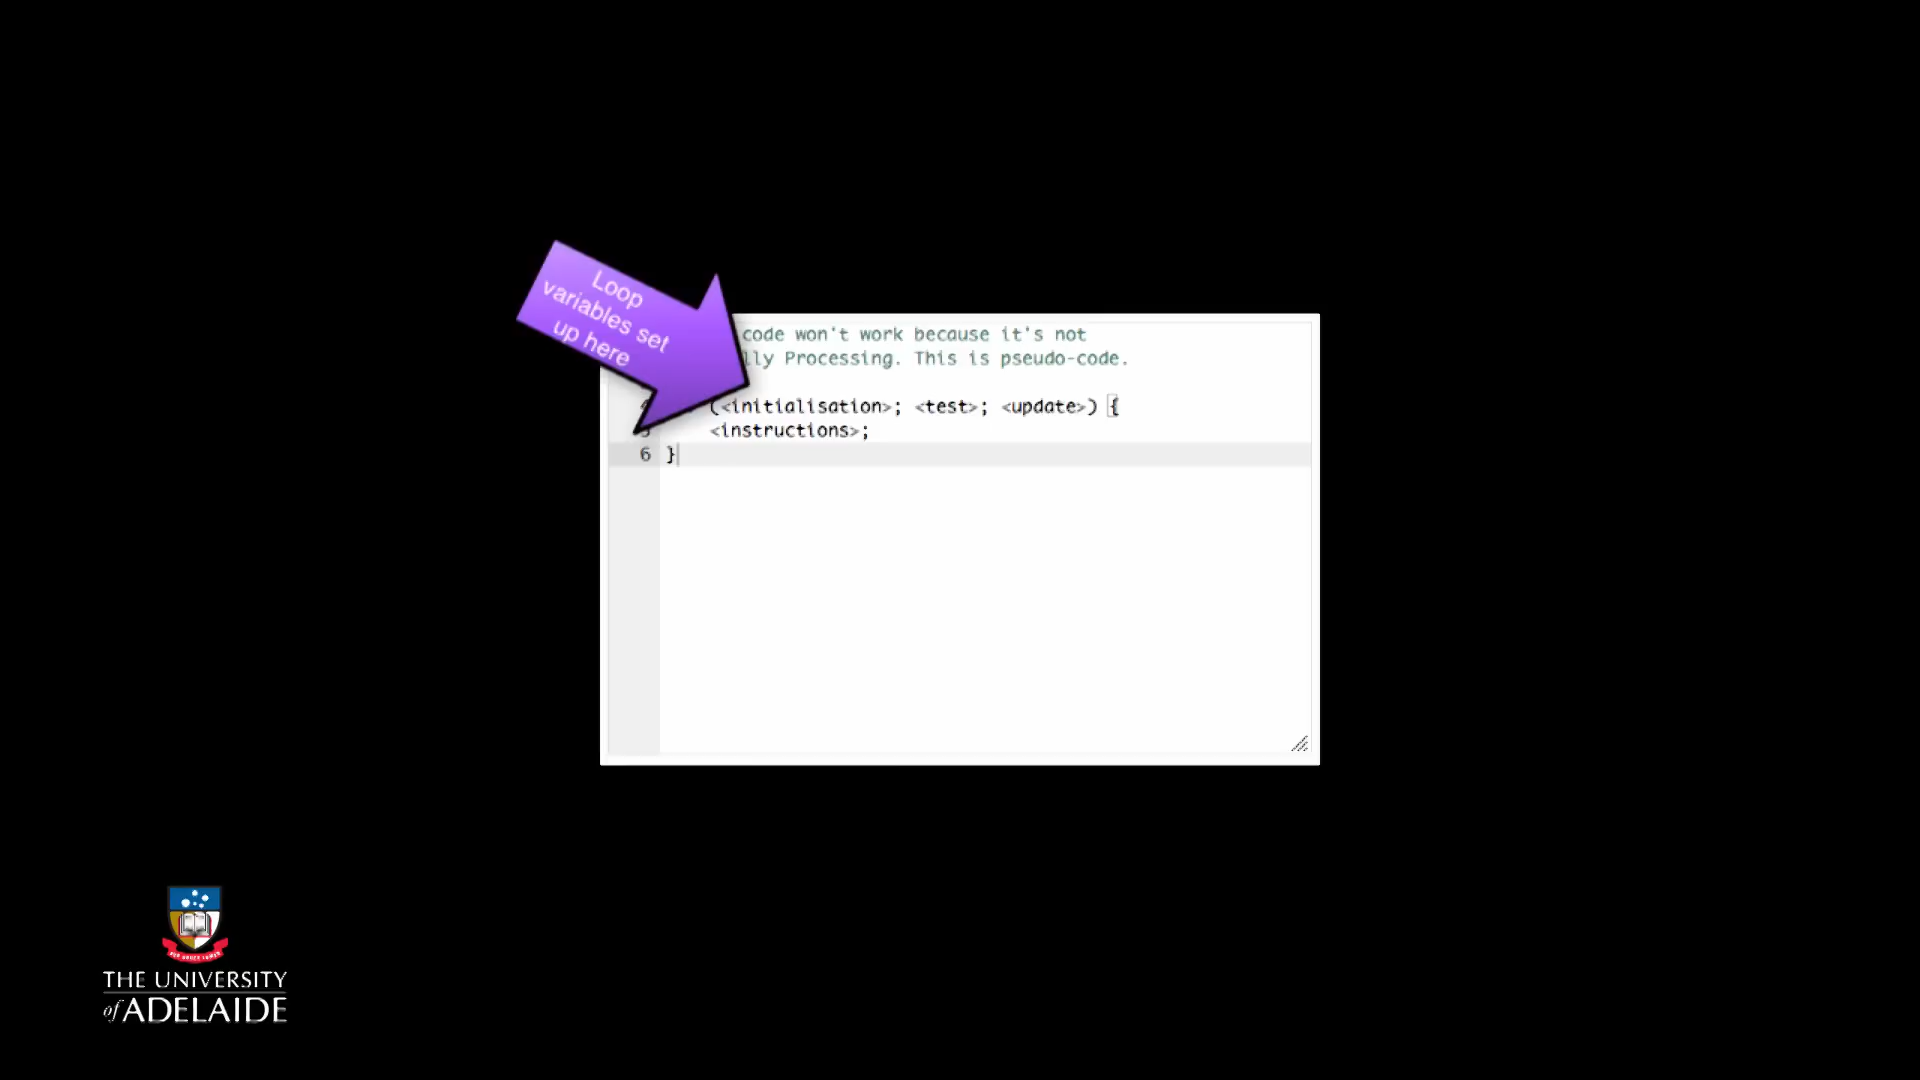 Loop
variables set
up here
code won't work because it's not
lly Processing. This is pseudo-code.
(<initialisation>; <test>; <update>) {
<instructions>;
6 }
THE UNIVERSITY
of ADELAIDE